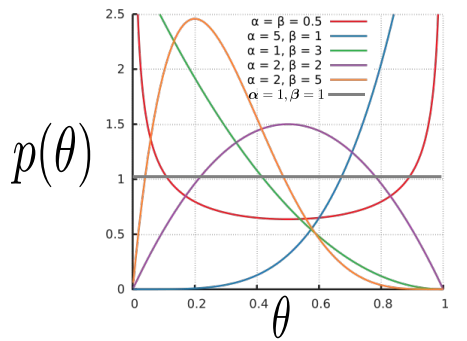 2.5
2
1.5
1
0.5
0
0
0.2
0.4
0.6
0.8
1
p(θ)
θ
α = β = 0.5
α = 5, β = 1
α = 1, β = 3
α = 2, β = 2
α = 2, β = 5
α = 1, β = 1